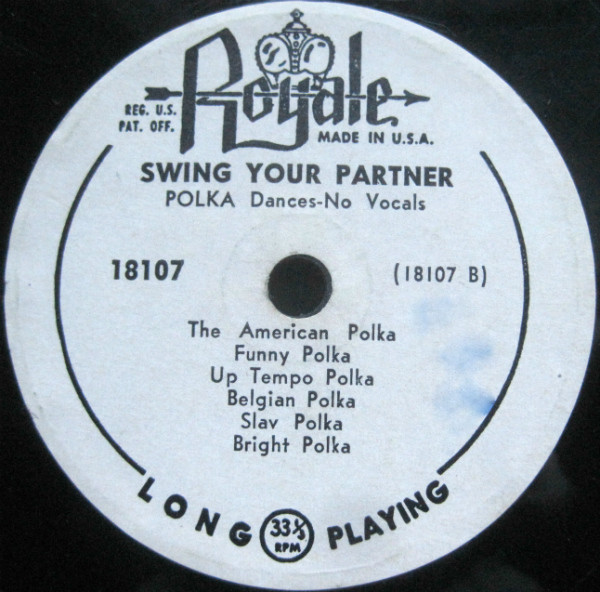 Royale
REG. U.S.
PAT. OFF.
MADE IN U.S.A.
SWING YOUR PARTNER
POLKA Dances-No Vocals
18107
(18107 B)
The American Polka
Funny Polka
Up Tempo Polka
Belgian Polka
Slav Polka
Bright Polka
LONG 33⅓ RPM PLAYING